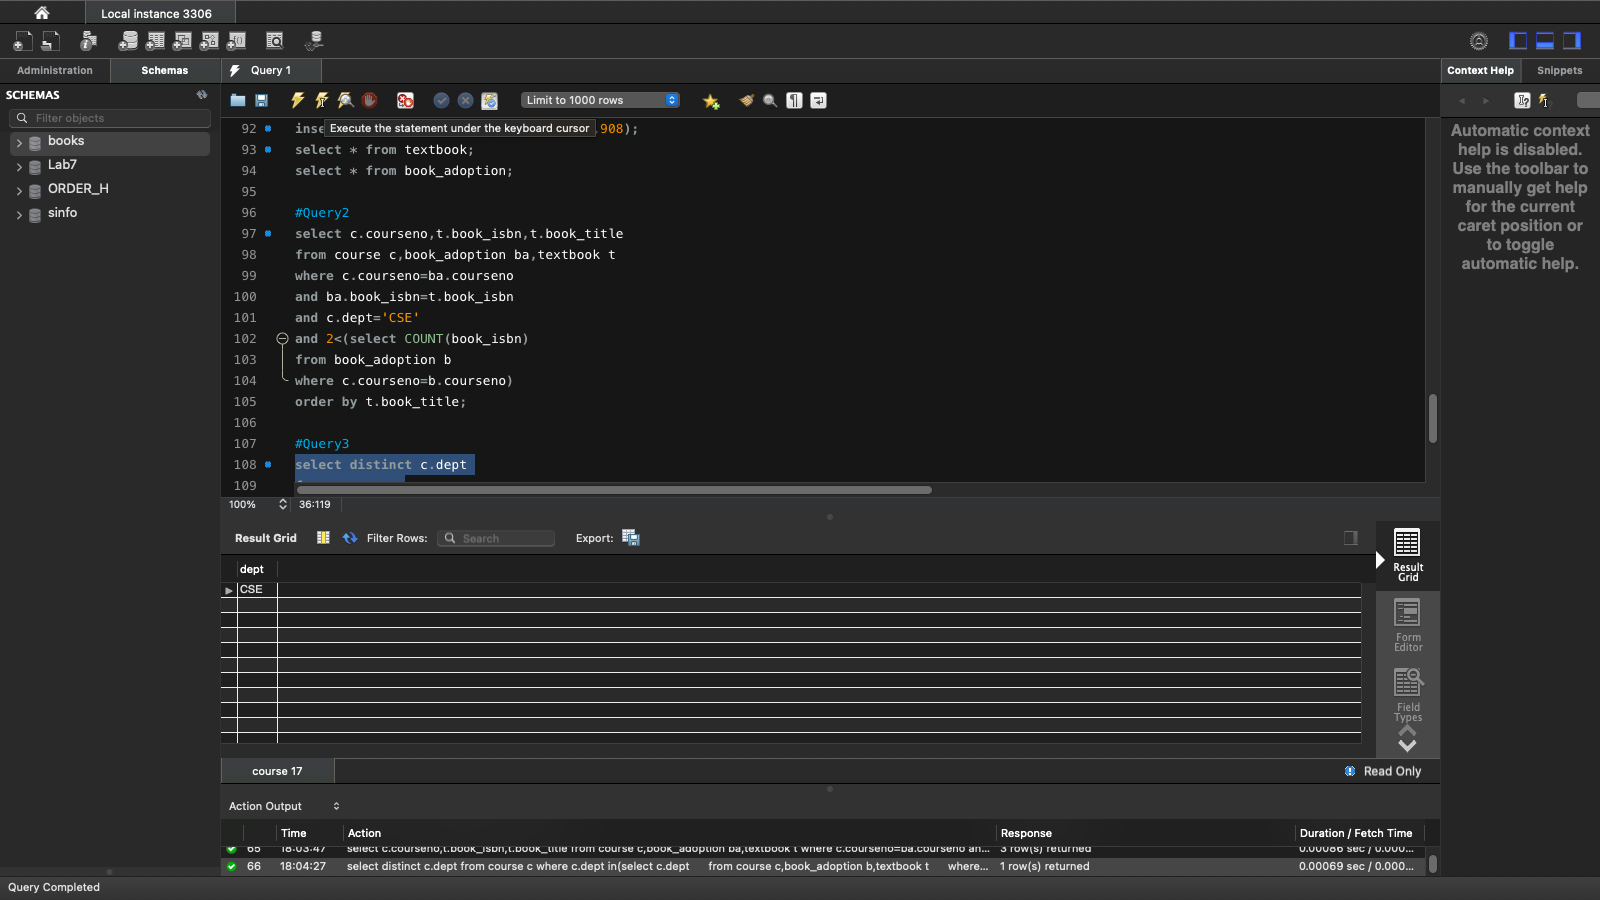 Local instance 3306
Administration
Schemas
Query 1
Context Help
Snippets
SCHEMAS
Filter objects
books
Lab7
ORDER_H
sinfo
Limit to 1000 rows
Execute the statement under the keyboard cursor
92 inse 908);
93 select * from textbook;
94 select * from book_adoption;
95
96 #Query2
97 select c.courseno,t.book_isbn,t.book_title
98 from course c,book_adoption ba,textbook t
99 where c.courseno=ba.courseno
100 and ba.book_isbn=t.book_isbn
101 and c.dept='CSE'
102 and 2<(select COUNT(book_isbn)
103 from book_adoption b
104 where c.courseno=b.courseno)
105 order by t.book_title;
106
107 #Query3
108 select distinct c.dept
109
100% 36:119
Automatic context
help is disabled.
Use the toolbar to
manually get help
for the current
caret position or
to toggle
automatic help.
Result Grid Filter Rows: Search Export:
dept
CSE
Result
Grid
Form
Editor
Field
Types
course 17
Read Only
Action Output
Time Action Response Duration / Fetch Time
65 18:03:47 select c.courseno,t.book_isbn,t.book_title from course c,book_adoption ba,textbook t where c.courseno=ba.courseno an... 3 row(s) returned 0.00086 sec / 0.000...
66 18:04:27 select distinct c.dept from course c where c.dept in(select c.dept from course c,book_adoption b,textbook t where... 1 row(s) returned 0.00069 sec / 0.000...
Query Completed